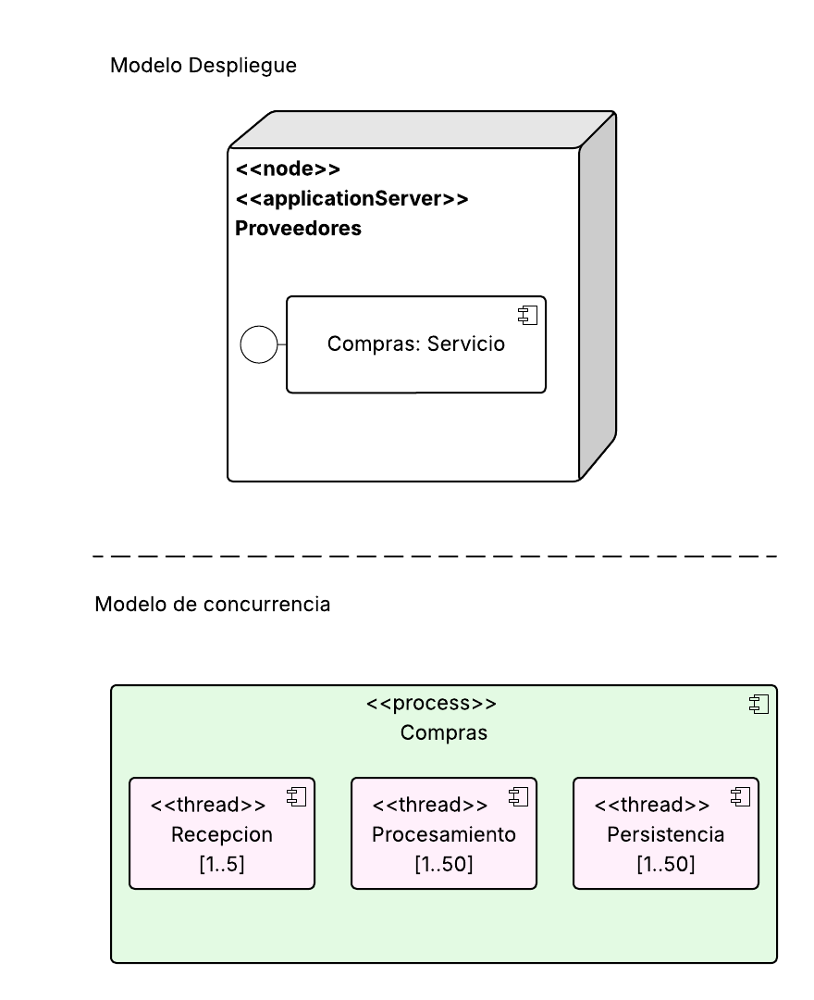 Modelo Despliegue
<<node>>
<<applicationServer>>
Proveedores
Compras: Servicio
Modelo de concurrencia
<<process>>
Compras
<<thread>>
Recepcion
[1..5]
<<thread>>
Procesamiento
[1..50]
<<thread>>
Persistencia
[1..50]